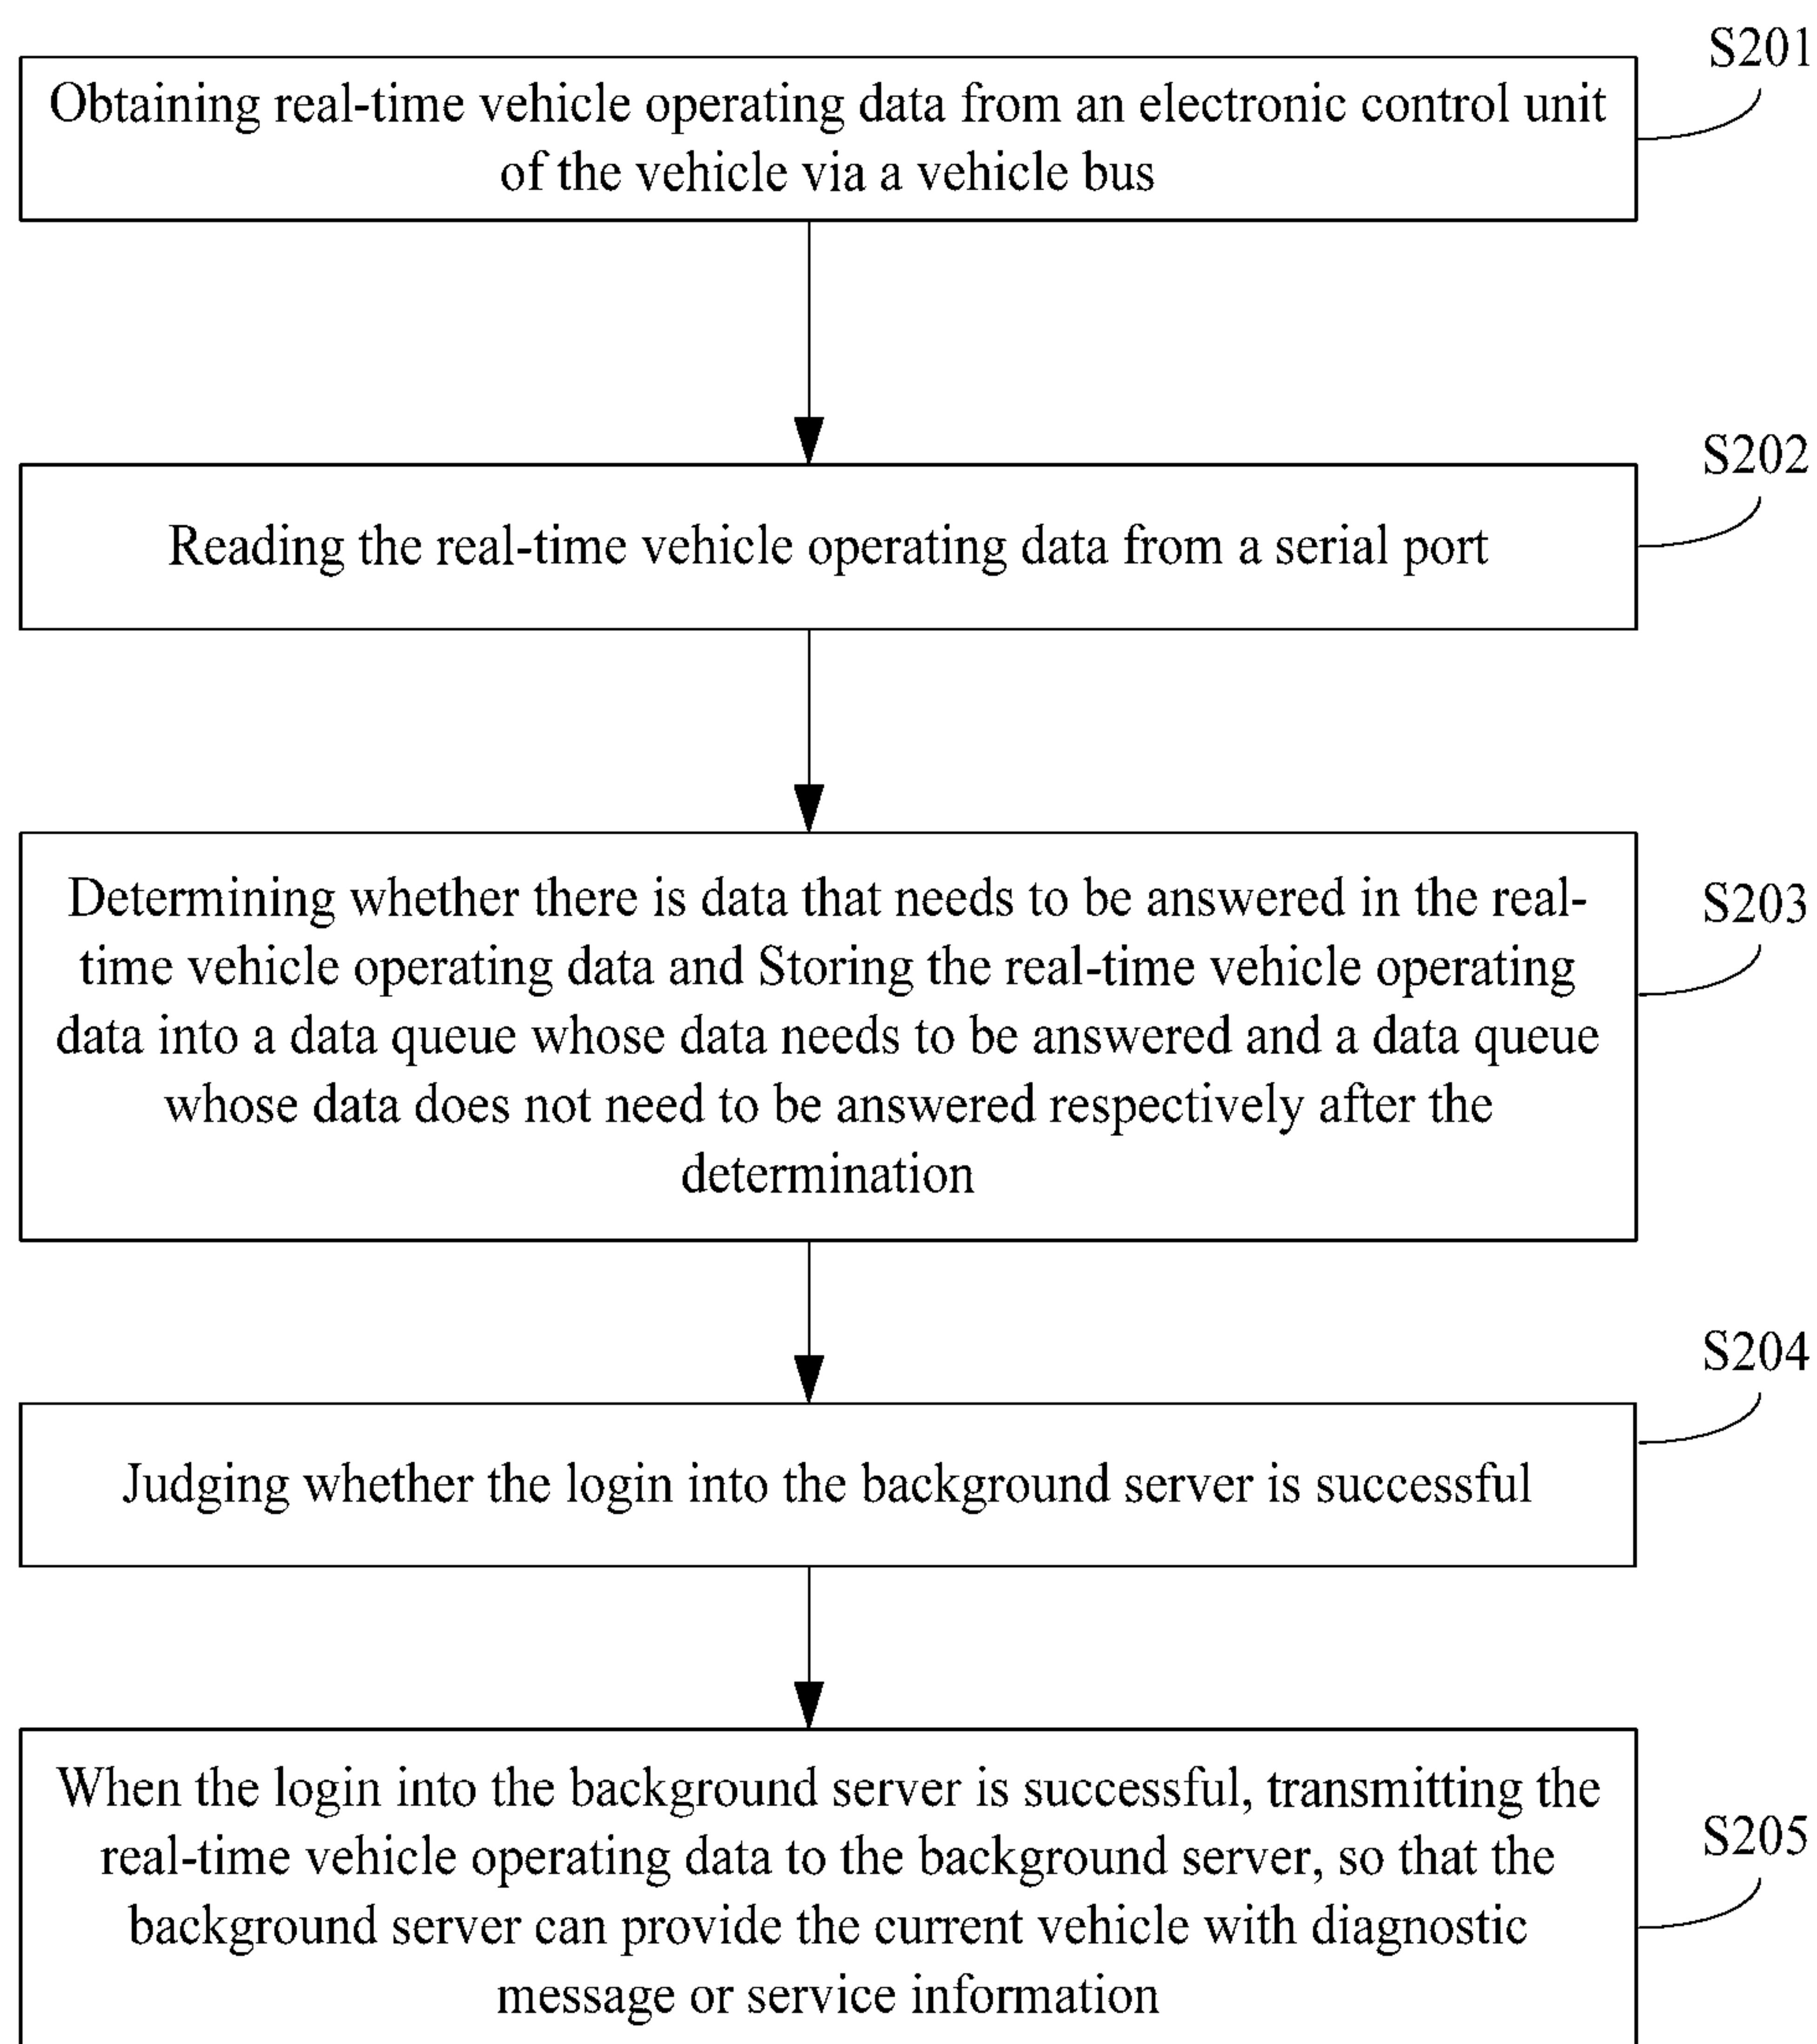 S201
Obtaining real-time vehicle operating data from an electronic control unit
of the vehicle via a vehicle bus
S202
Reading the real-time vehicle operating data from a serial port
S203
Determining whether there is data that needs to be answered in the real-
time vehicle operating data and Storing the real-time vehicle operating
data into a data queue whose data needs to be answered and a data queue
whose data does not need to be answered respectively after the
determination
S204
Judging whether the login into the background server is successful
S205
When the login into the background server is successful, transmitting the
real-time vehicle operating data to the background server, so that the
background server can provide the current vehicle with diagnostic
message or service information